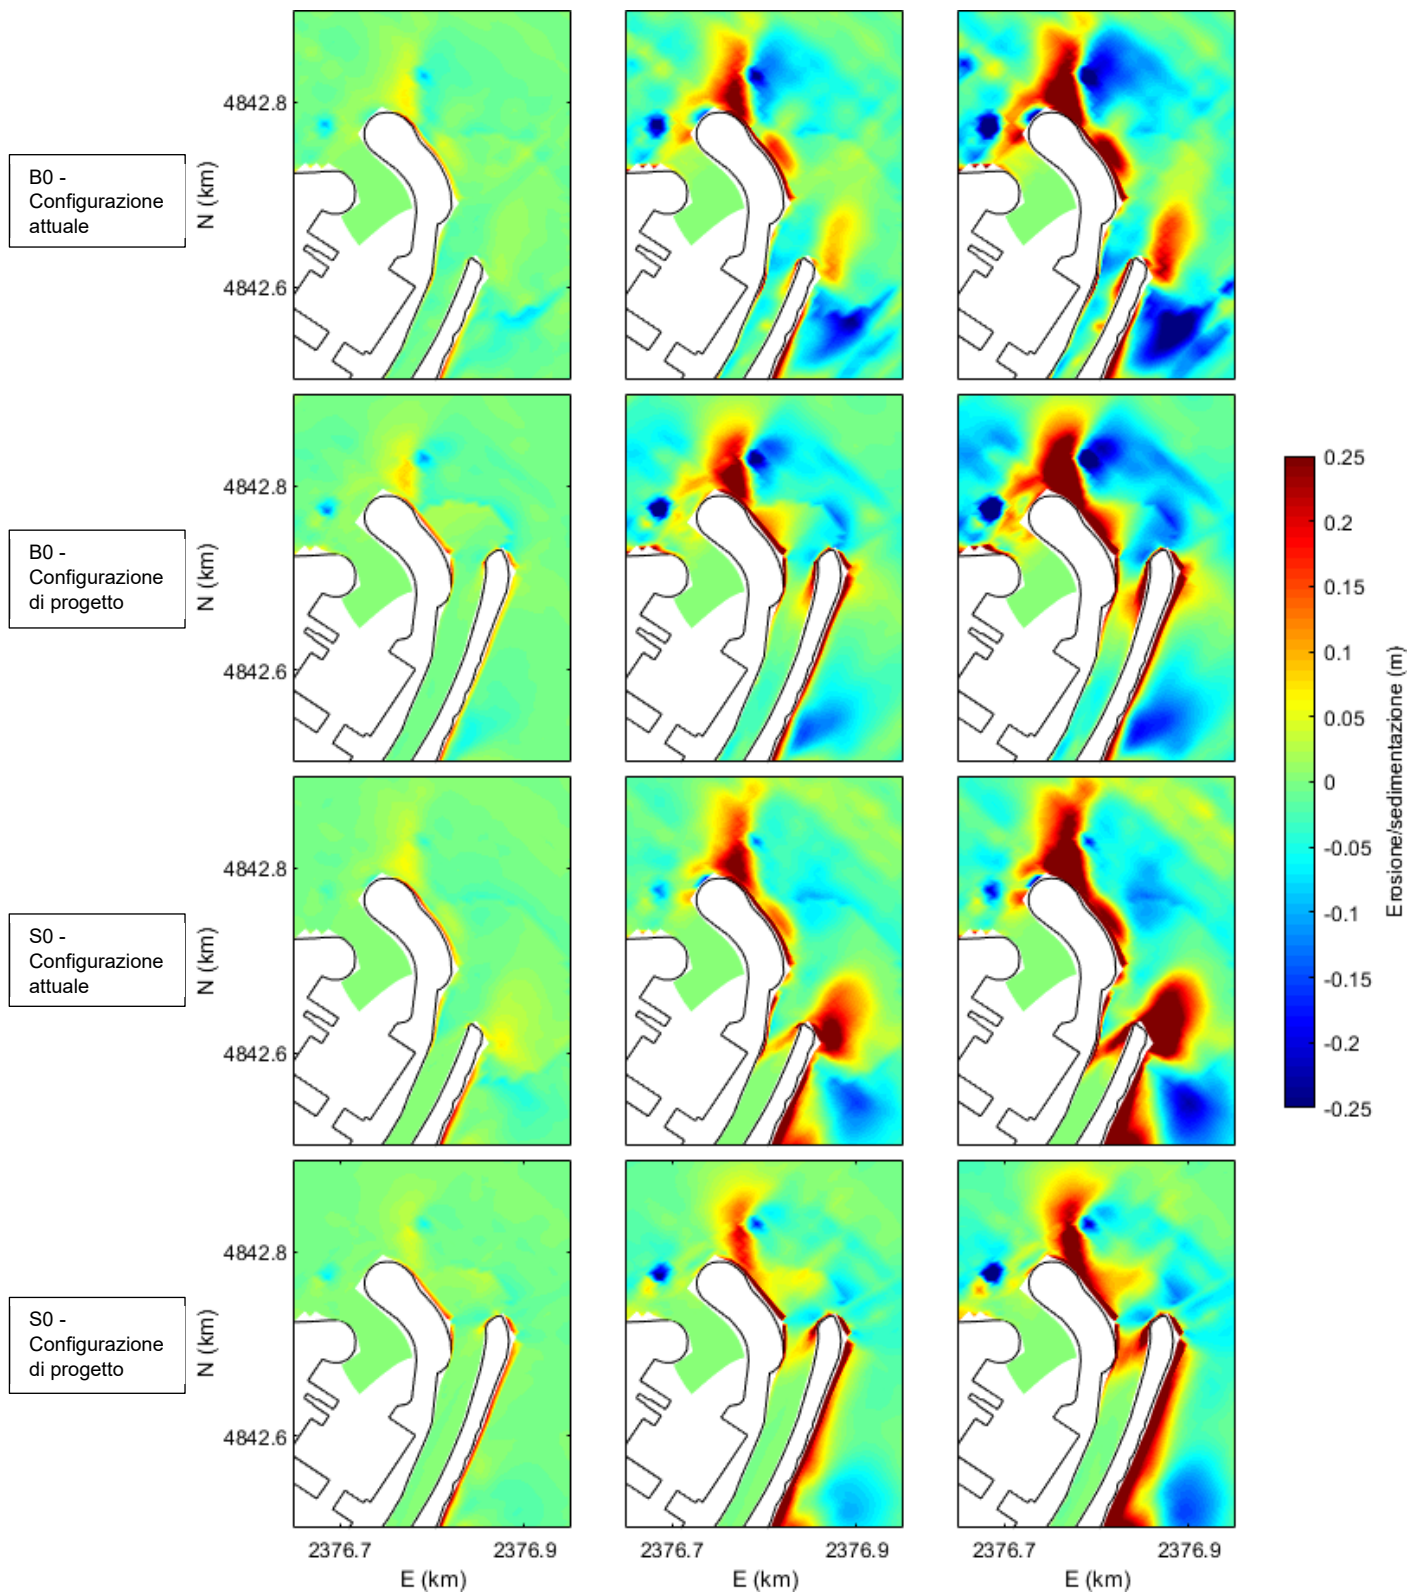 4842.8
B0 -
Configurazione
attuale
N (km)
4842.6
4842.8
B0 -
Configurazione
di progetto
N (km)
4842.6
4842.8
S0 -
Configurazione
attuale
N (km)
4842.6
4842.8
S0 -
Configurazione
di progetto
N (km)
4842.6
2376.7 2376.9
E (km)
2376.7 2376.9
E (km)
2376.7 2376.9
E (km)
0.25
0.2
0.15
0.1
0.05
0
-0.05
-0.1
-0.15
-0.2
-0.25
Erosione/sedimentazione (m)